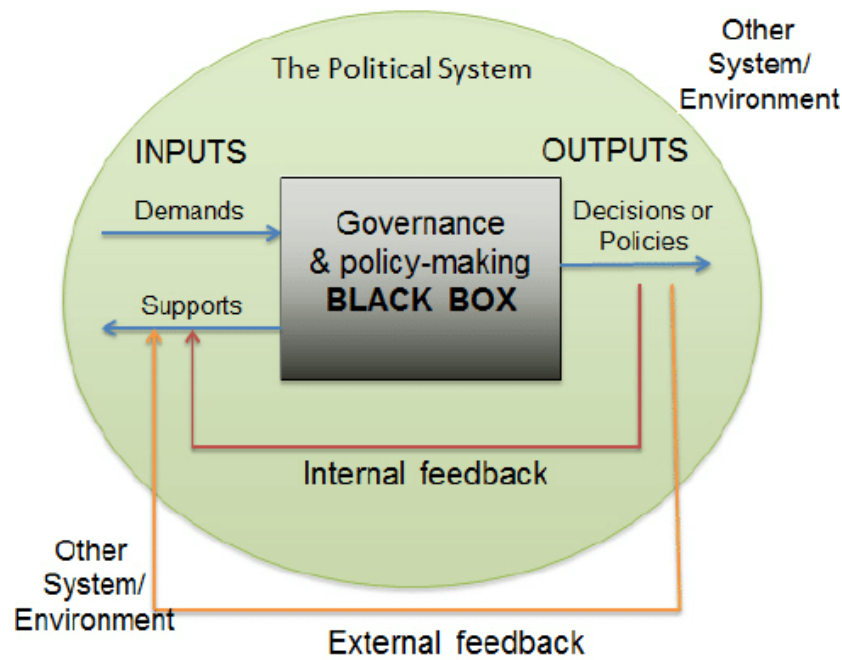 The Political System
Other
System/
Environment
INPUTS
OUTPUTS
Demands
Supports
Governance
& policy-making
BLACK BOX
Decisions or
Policies
Internal feedback
Other
System/
Environment
External feedback